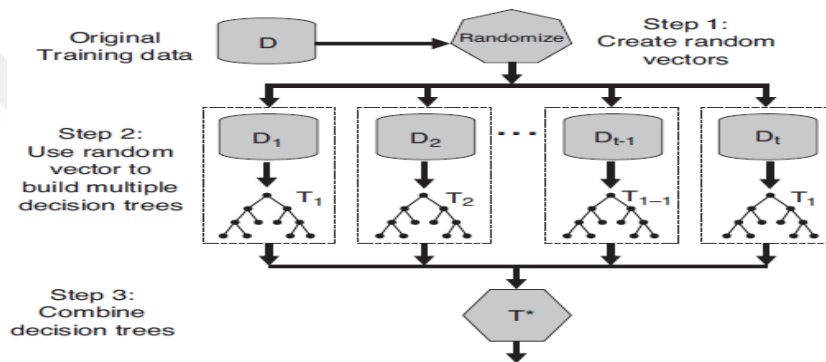 Original
Training data
D
Randomize
Step 1:
Create random
vectors
Step 2:
Use random
vector to
build multiple
decision trees
D₁
D₂
Dₜ₋₁
Dₜ
T₁
T₂
T₁₋₁
T₁
Step 3:
Combine
decision trees
T*